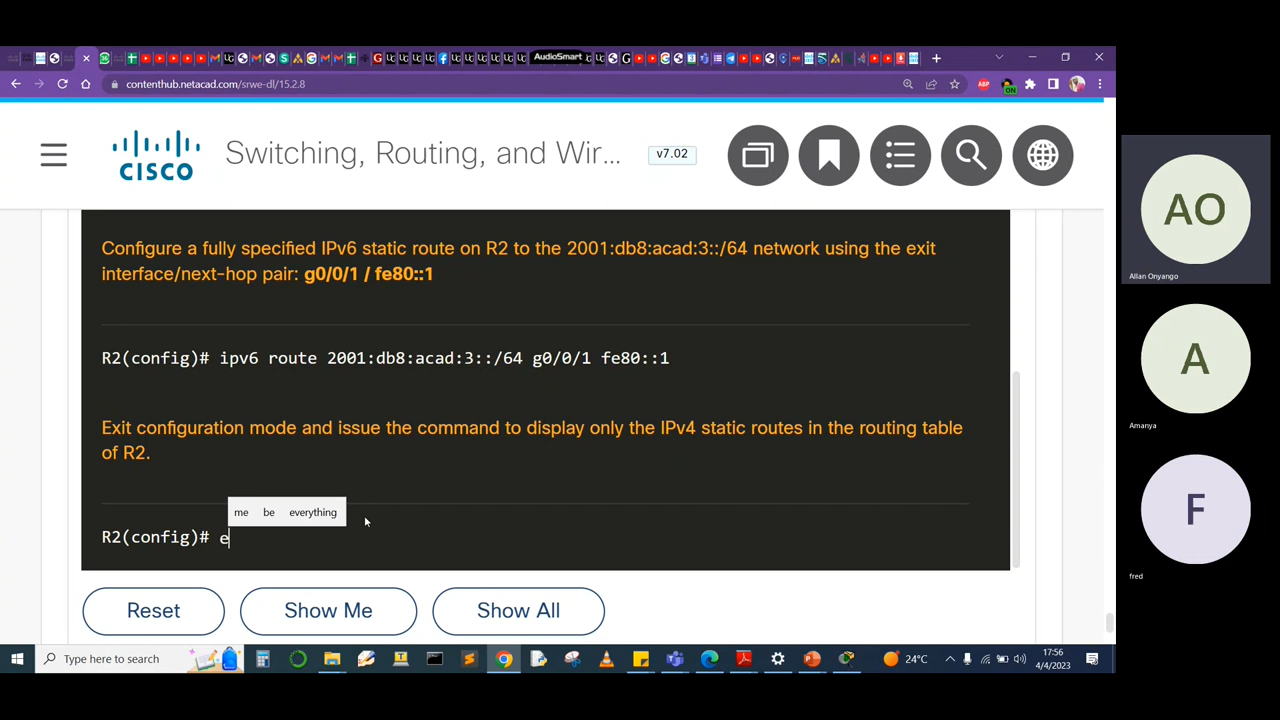 AudioSmart
contenthub.netacad.com/srwe-dl/15.2.8
ABP
ON
CISCO
Switching, Routing, and Wir...
v7.02
Configure a fully specified IPv6 static route on R2 to the 2001:db8:acad:3::/64 network using the exit
interface/next-hop pair: g0/0/1 / fe80::1
R2(config)# ipv6 route 2001:db8:acad:3::/64 g0/0/1 fe80::1
Exit configuration mode and issue the command to display only the IPv4 static routes in the routing table
of R2.
me be everything
R2(config)# e
Reset Show Me Show All
Type here to search
24°C
17:56
4/4/2023
AO
Allan Onyango
A
Amanya
F
fred